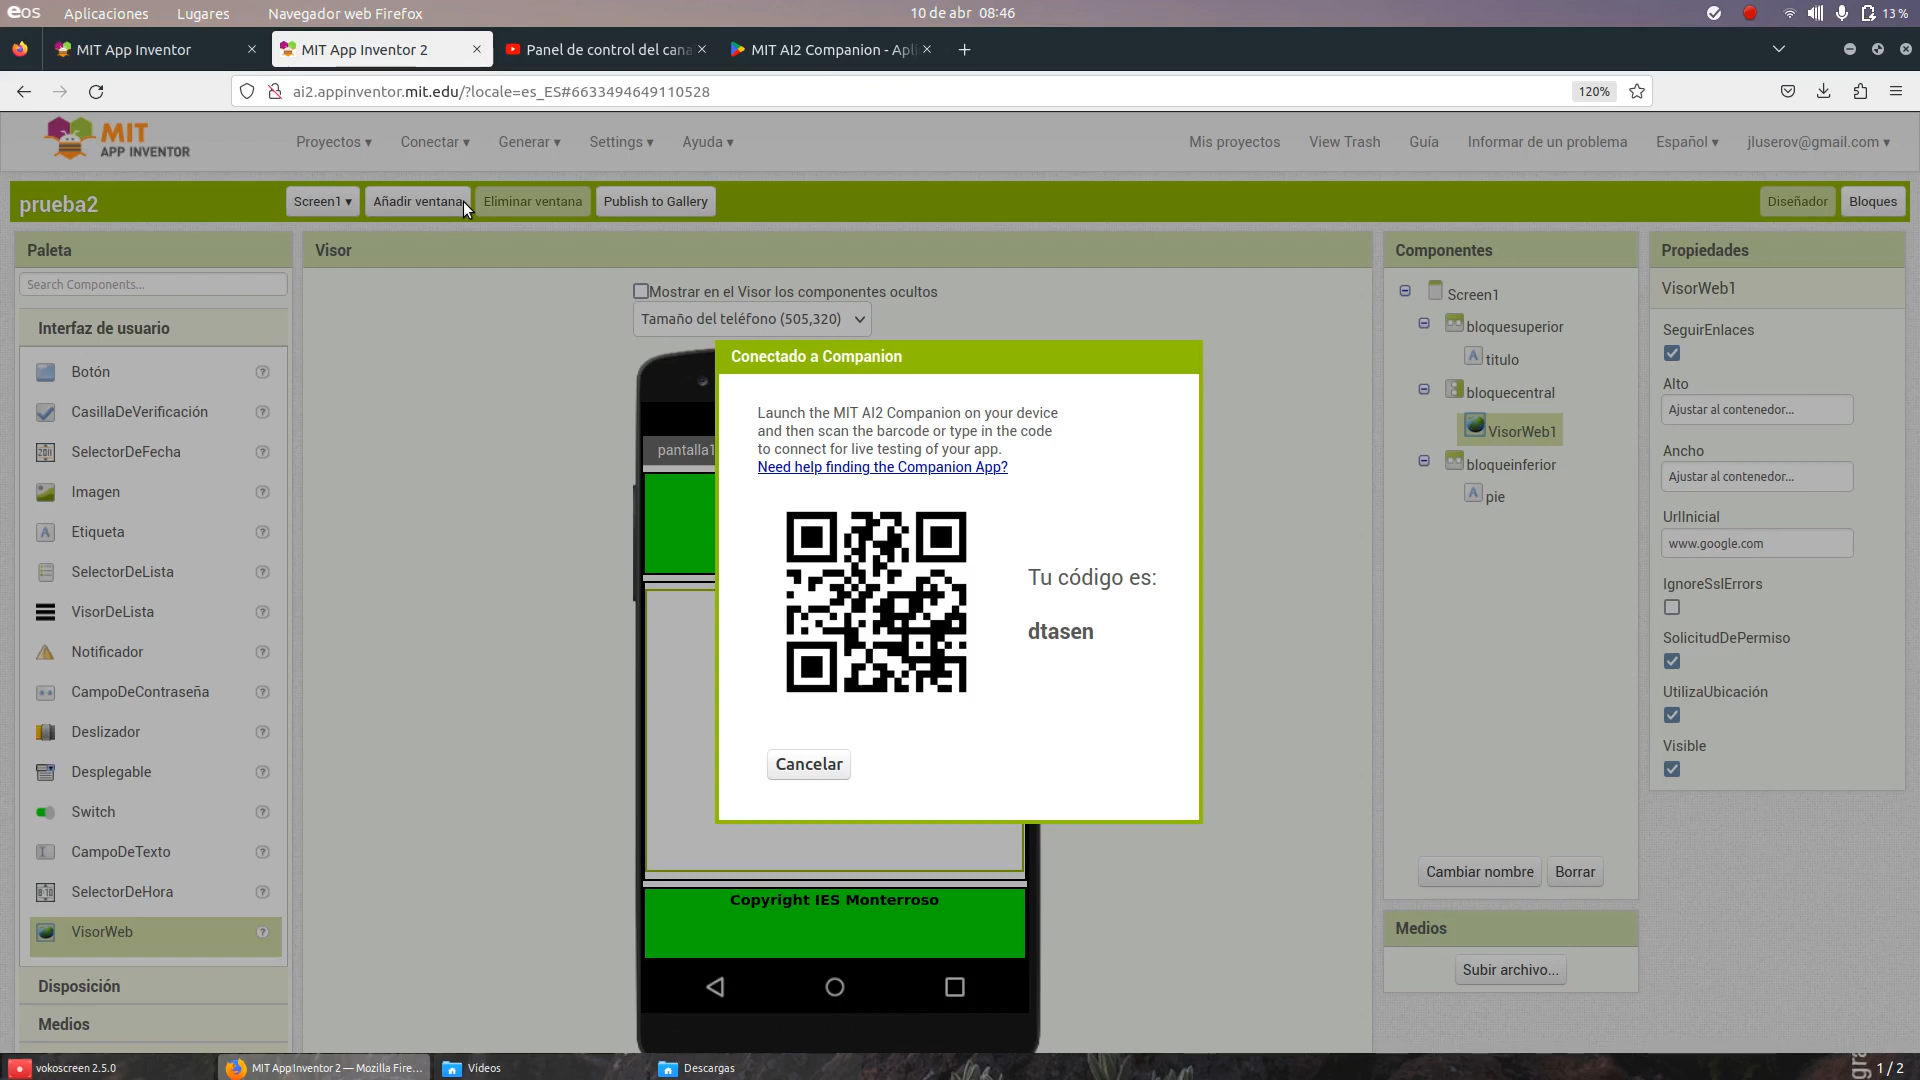 eos Aplicaciones Lugares Navegador web Firefox 10 de abr 08:46 13 %
MIT App Inventor MIT App Inventor 2 Panel de control del cana MIT AI2 Companion - Apli
ai2.appinventor.mit.edu/?locale=es_ES#6633494649110528 120%
MIT
APP INVENTOR
Proyectos ▾ Conectar ▾ Generar ▾ Settings ▾ Ayuda ▾ Mis proyectos View Trash Guía Informar de un problema Español ▾ jluserov@gmail.com ▾
prueba2 Screen1 ▾ Añadir ventana Eliminar ventana Publish to Gallery Diseñador Bloques
Paleta
Search Components...
Interfaz de usuario
Botón ?
CasillaDeVerificación ?
SelectorDeFecha ?
Imagen ?
Etiqueta ?
SelectorDeLista ?
VisorDeLista ?
Notificador ?
CampoDeContraseña ?
Deslizador ?
Desplegable ?
Switch ?
CampoDeTexto ?
SelectorDeHora ?
VisorWeb ?
Disposición
Medios
Visor
Mostrar en el Visor los componentes ocultos
Tamaño del teléfono (505,320)
pantalla1
Conectado a Companion
Launch the MIT AI2 Companion on your device
and then scan the barcode or type in the code
to connect for live testing of your app.
Need help finding the Companion App?
Tu código es:
dtasen
Cancelar
Copyright IES Monterroso
Componentes
Screen1
bloquesuperior
titulo
bloquecentral
VisorWeb1
bloqueinferior
pie
Cambiar nombre Borrar
Medios
Subir archivo...
Propiedades
VisorWeb1
SeguirEnlaces
Alto
Ajustar al contenedor...
Ancho
Ajustar al contenedor...
UrlInicial
www.google.com
IgnoreSslErrors
SolicitudDePermiso
UtilizaUbicación
Visible
vokoscreen 2.5.0 MIT App Inventor 2 — Mozilla Fire... Vídeos Descargas 1 / 2